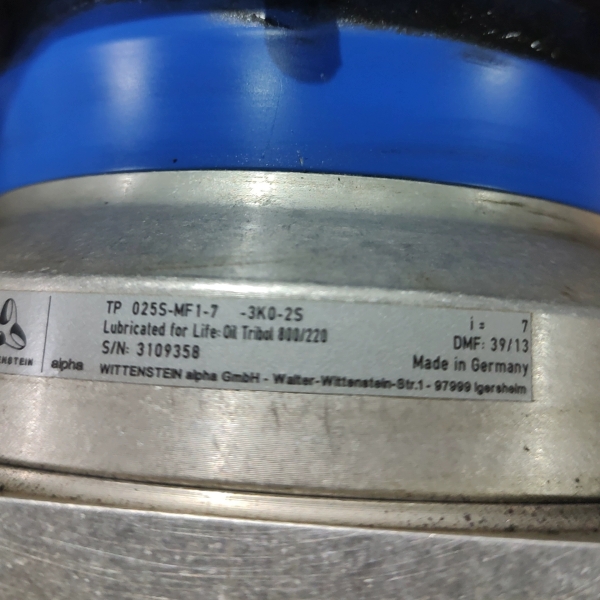 TP 025S-MF1-7 -3K0-2S i = 7
Lubricated for Life: Oil Tribol 800/220 DMF: 39/13
S/N: 3109358 Made in Germany
ENSTEIN alpha WITTENSTEIN alpha GmbH - Walter-Wittenstein-Str.1 - 97999 Igersheim